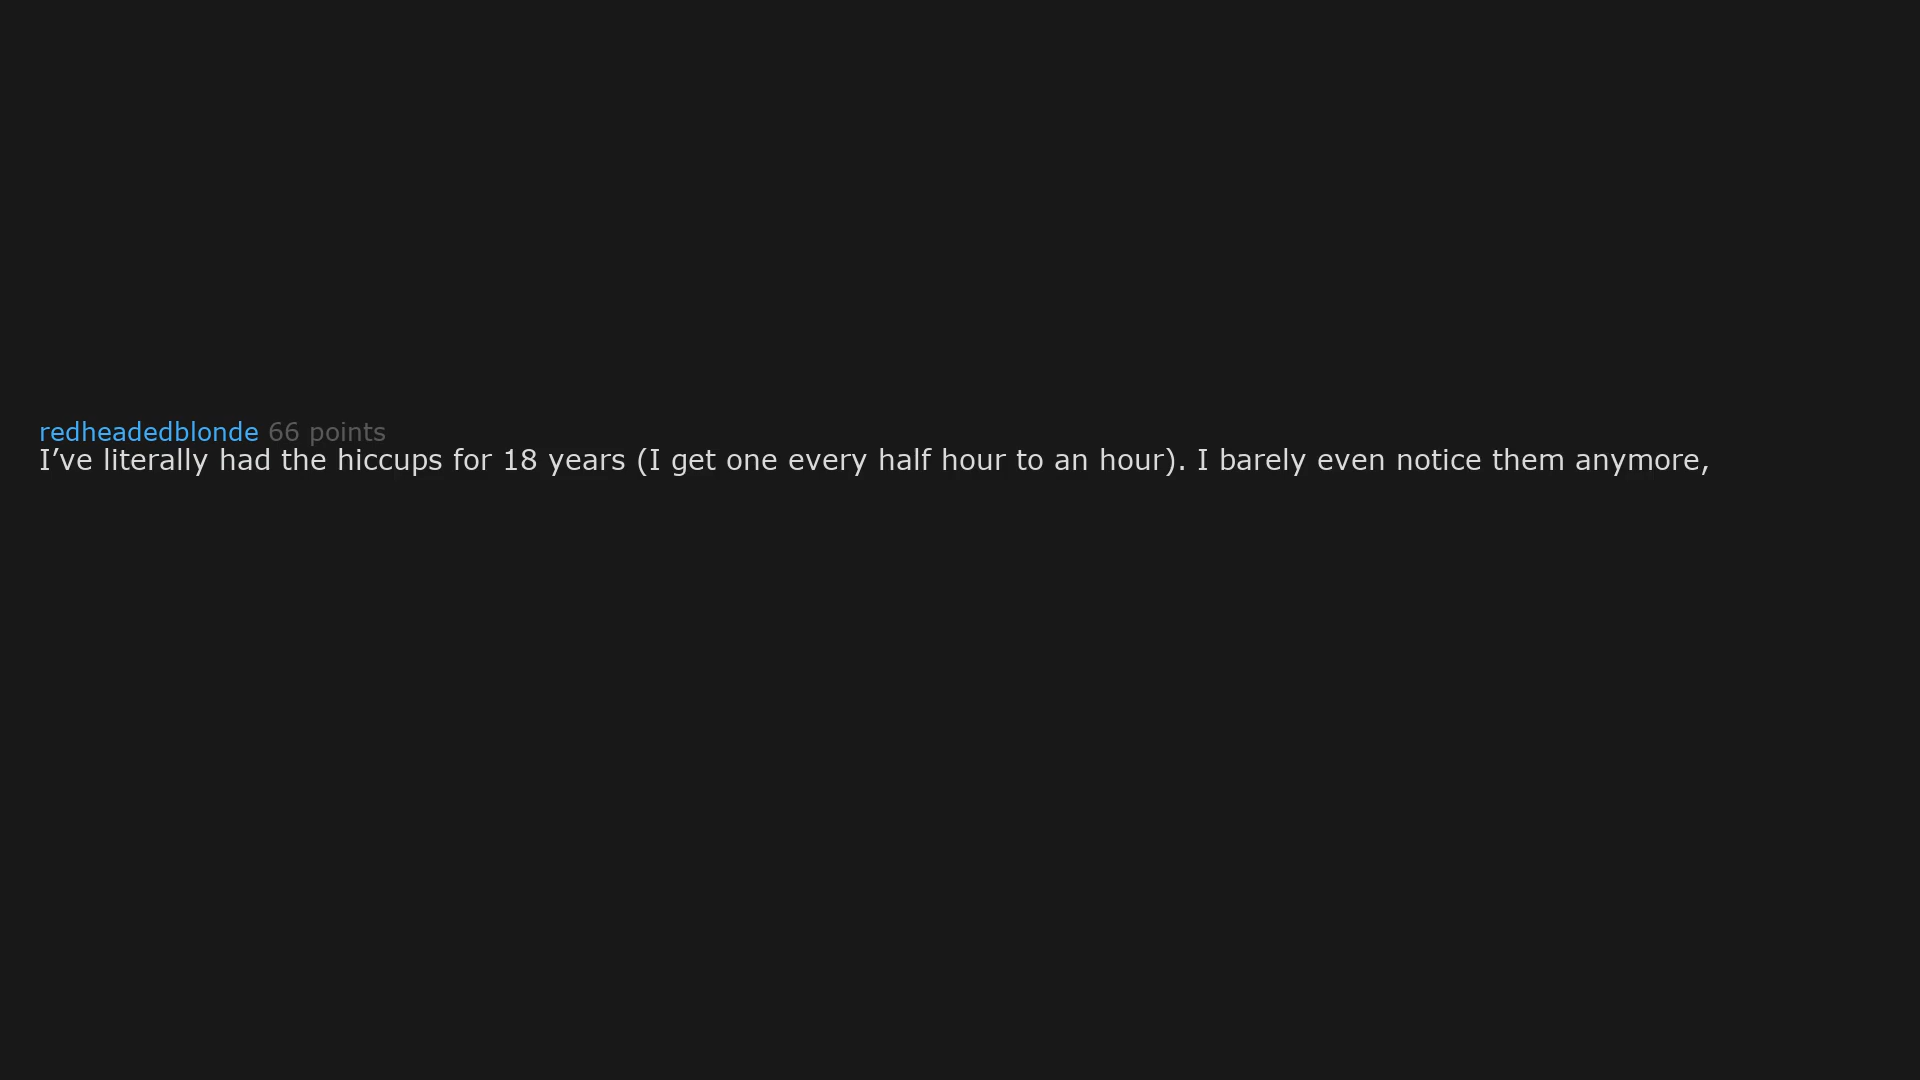 redheadedblonde 66 points
I’ve literally had the hiccups for 18 years (I get one every half hour to an hour). I barely even notice them anymore,